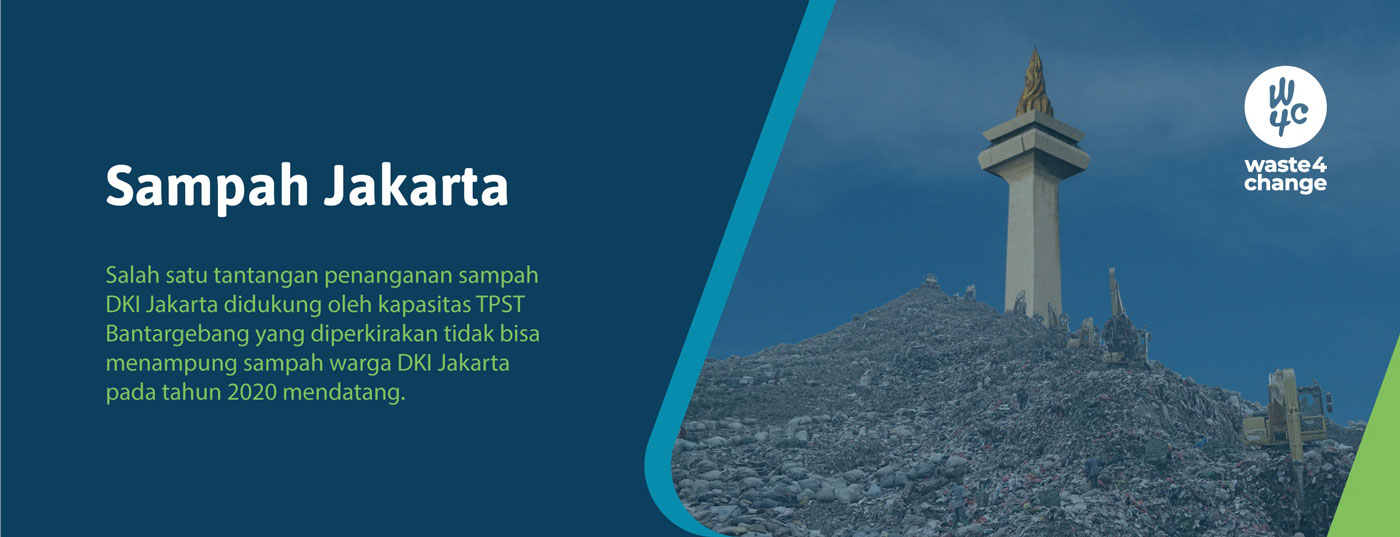 Sampah Jakarta
Salah satu tantangan penanganan sampah
DKI Jakarta didukung oleh kapasitas TPST
Bantargebang yang diperkirakan tidak bisa
menampung sampah warga DKI Jakarta
pada tahun 2020 mendatang.
W4C
waste4
change